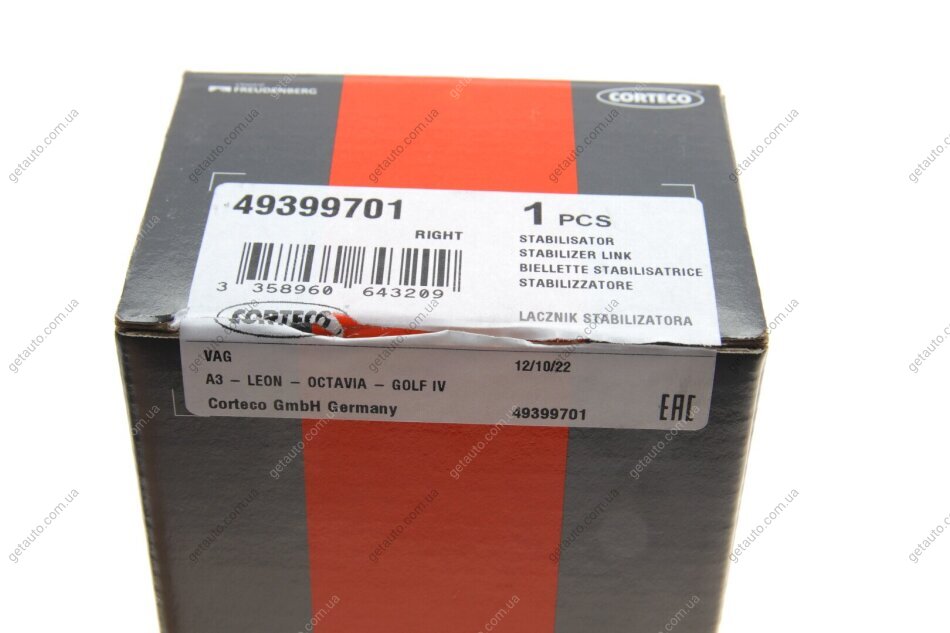 FREUDENBERG
CORTECO
49399701
1 PCS
RIGHT
STABILISATOR
STABILIZER LINK
BIELLETTE STABILISATRICE
STABILIZZATORE
3 358960 643209
LACZNIK STABILIZATORA
CORTECO
VAG
12/10/22
A3 - LEON - OCTAVIA - GOLF IV
Corteco GmbH Germany
49399701
EAC
getauto.com.ua